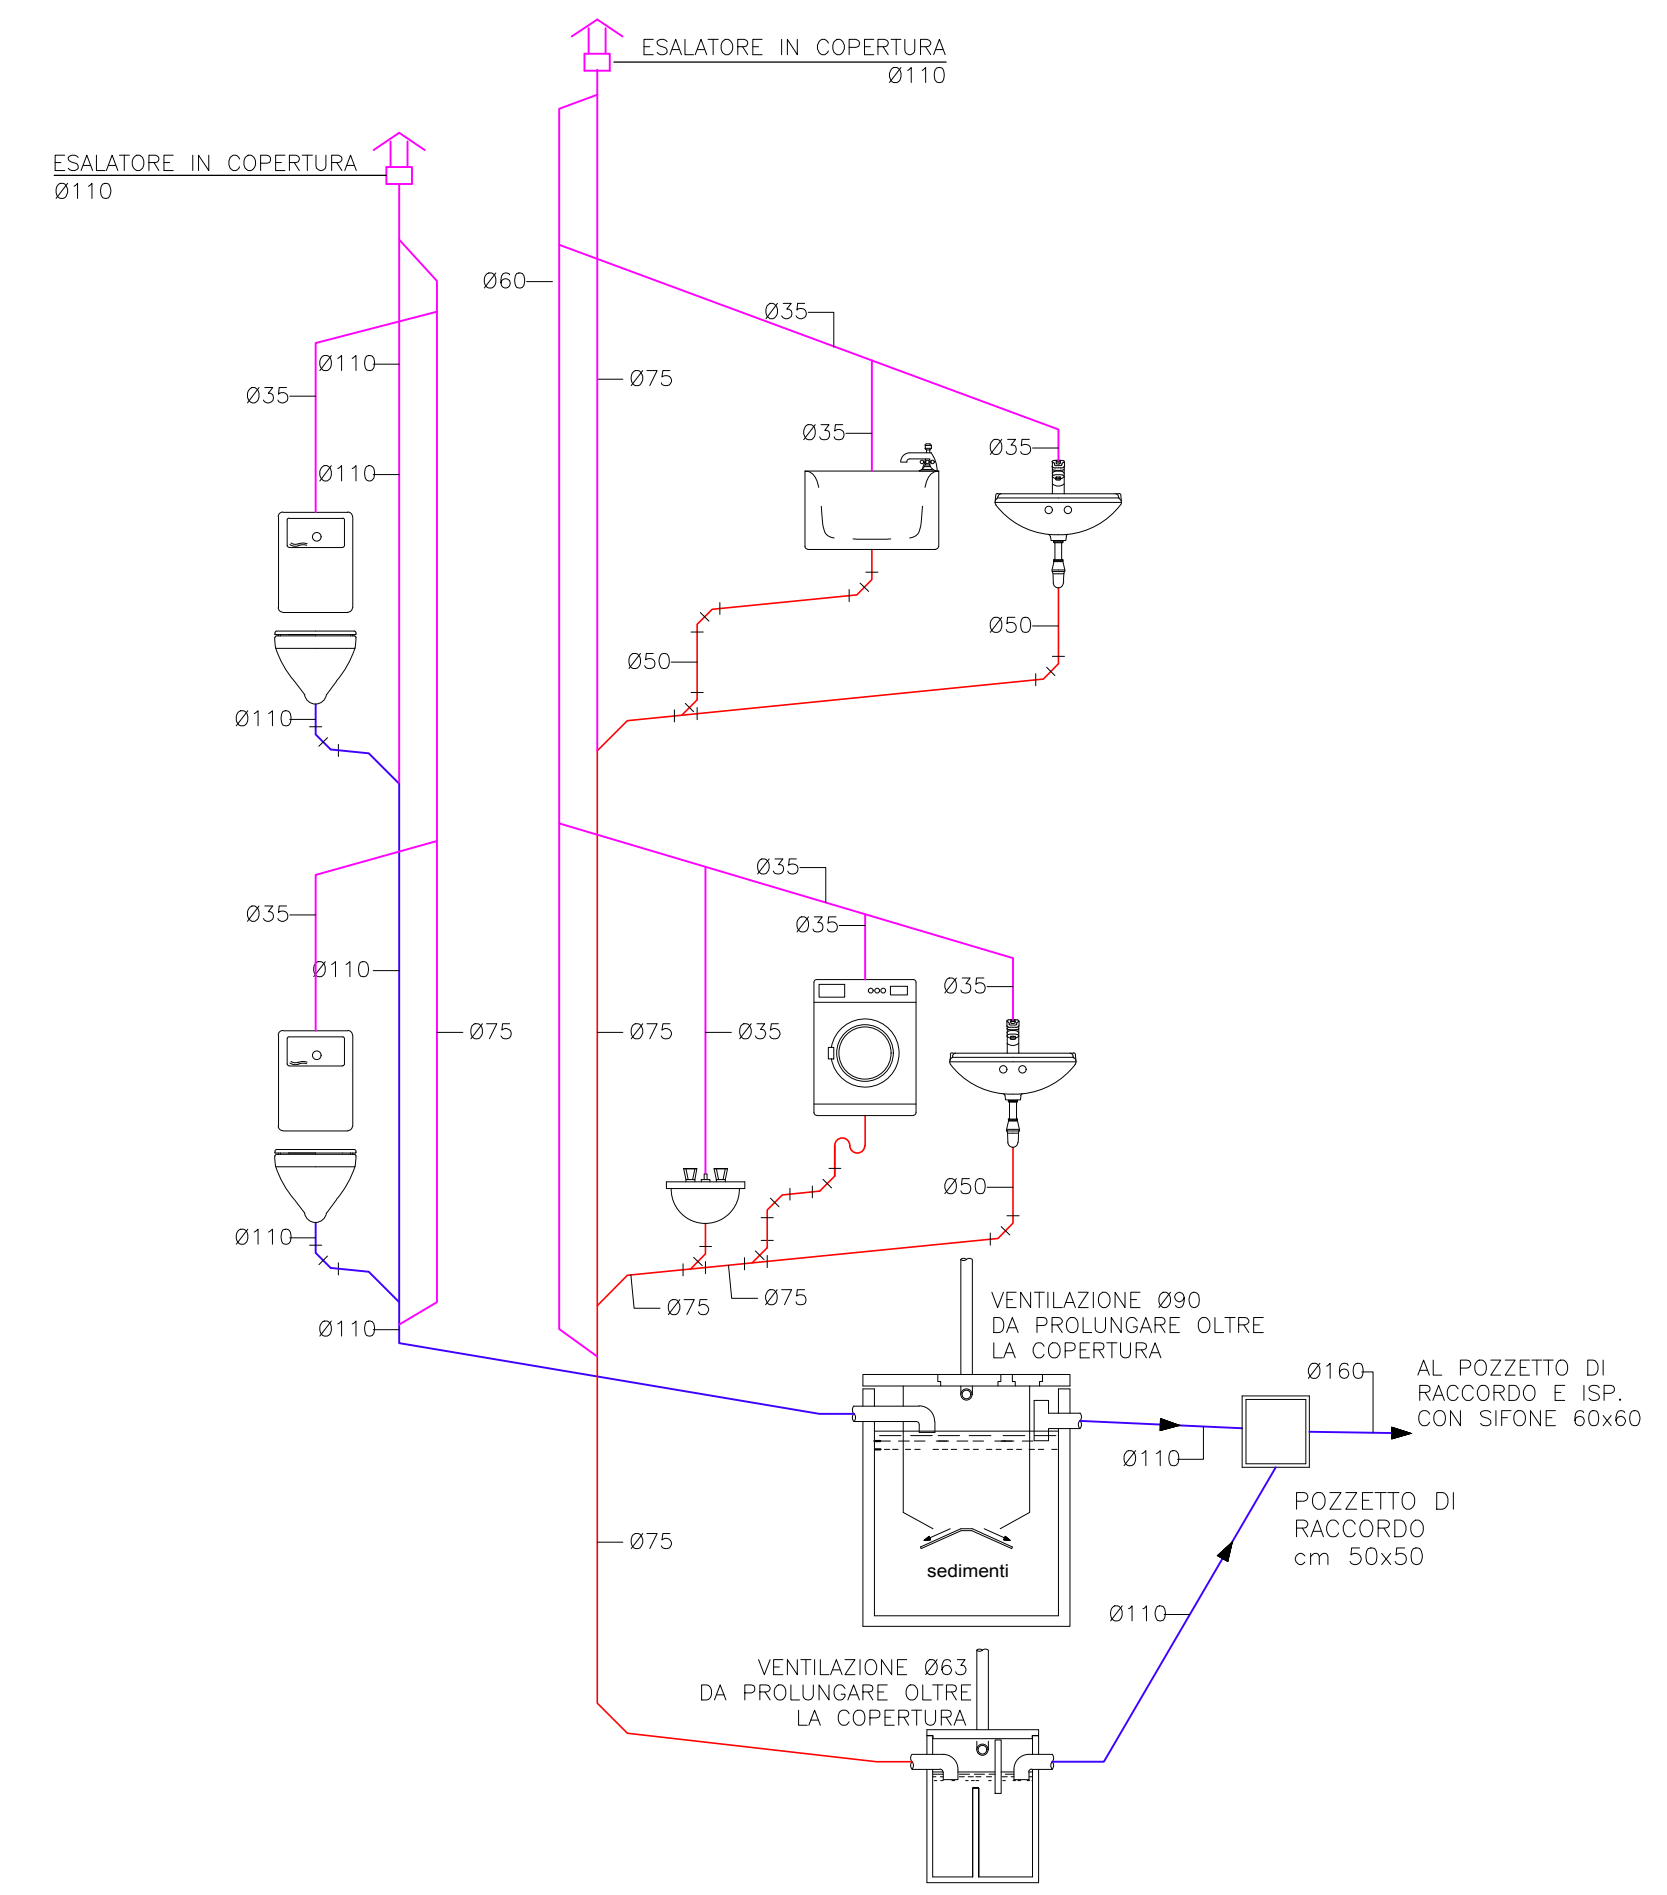 ESALATORE IN COPERTURA
Ø110
ESALATORE IN COPERTURA
Ø110
Ø60
Ø35
Ø110
Ø75
Ø35
Ø35
Ø35
Ø110
Ø50
Ø50
Ø110
Ø35
Ø35
Ø35
Ø110
Ø35
Ø75
Ø75
Ø35
Ø50
Ø110
Ø75
Ø75
Ø110
VENTILAZIONE Ø90
DA PROLUNGARE OLTRE
LA COPERTURA
Ø160
AL POZZETTO DI
RACCORDO E ISP.
CON SIFONE 60x60
Ø110
POZZETTO DI
RACCORDO
cm 50x50
Ø75
sedimenti
Ø110
VENTILAZIONE Ø63
DA PROLUNGARE OLTRE
LA COPERTURA